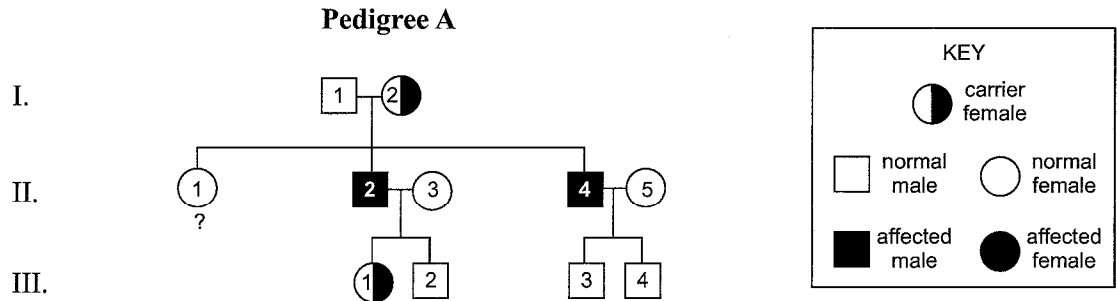 Pedigree A
KEY
I.
1 2
carrier
female
II.
1 2 3 4 5
?
normal
male
normal
female
III.
1 2 3 4
affected
male
affected
female